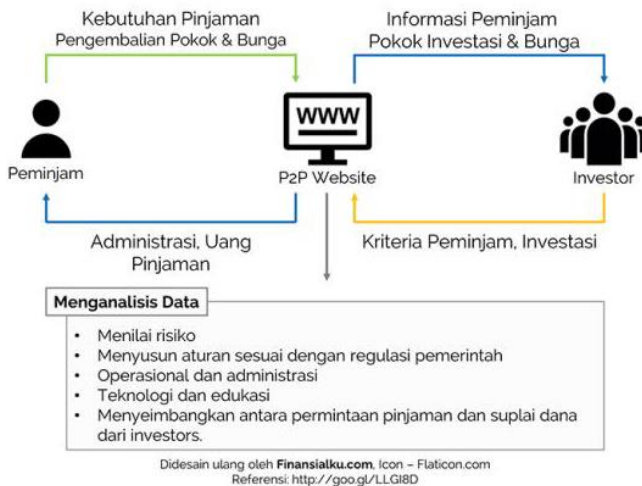 Kebutuhan Pinjaman
Pengembalian Pokok & Bunga
Informasi Peminjam
Pokok Investasi & Bunga
WWW
Peminjam
P2P Website
Investor
Administrasi, Uang
Pinjaman
Kriteria Peminjam, Investasi
Menganalisis Data
• Menilai risiko
• Menyusun aturan sesuai dengan regulasi pemerintah
• Operasional dan administrasi
• Teknologi dan edukasi
• Menyeimbangkan antara permintaan pinjaman dan suplai dana
dari investors.
Didesain ulang oleh Finansialku.com, Icon – Flaticon.com
Referensi: http://goo.gl/LLGI8D